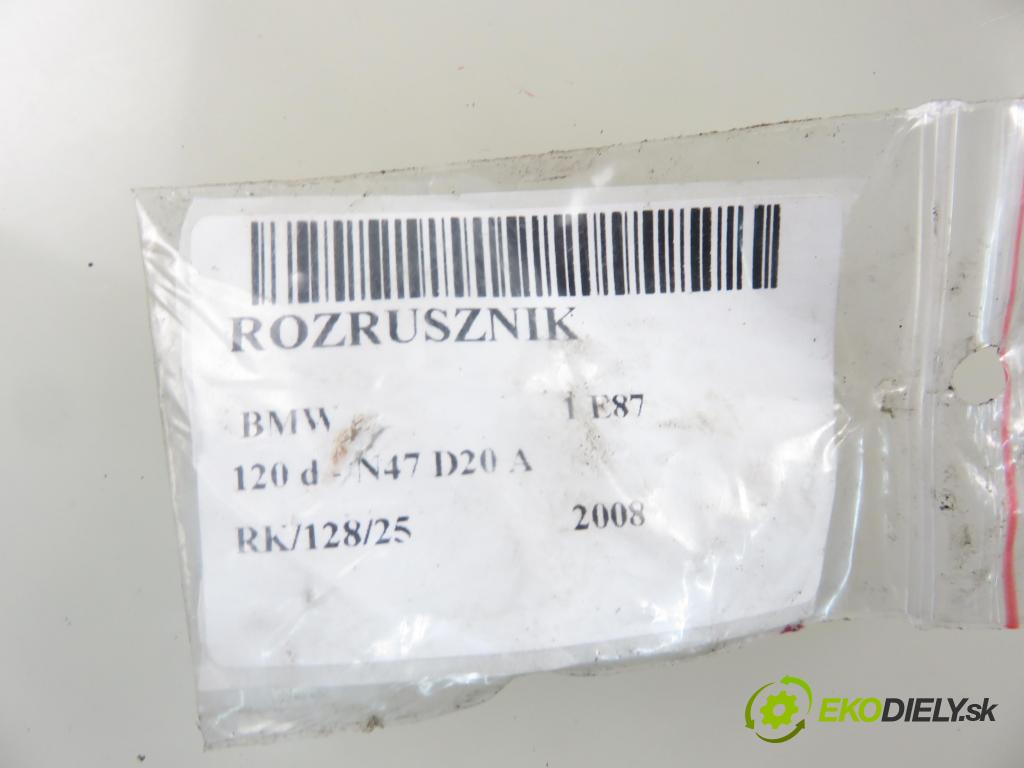 ROZRUSZNIK
BMW 1 E87
120 d - N47 D20 A
RK/128/25 2008
EKODIELY.sk